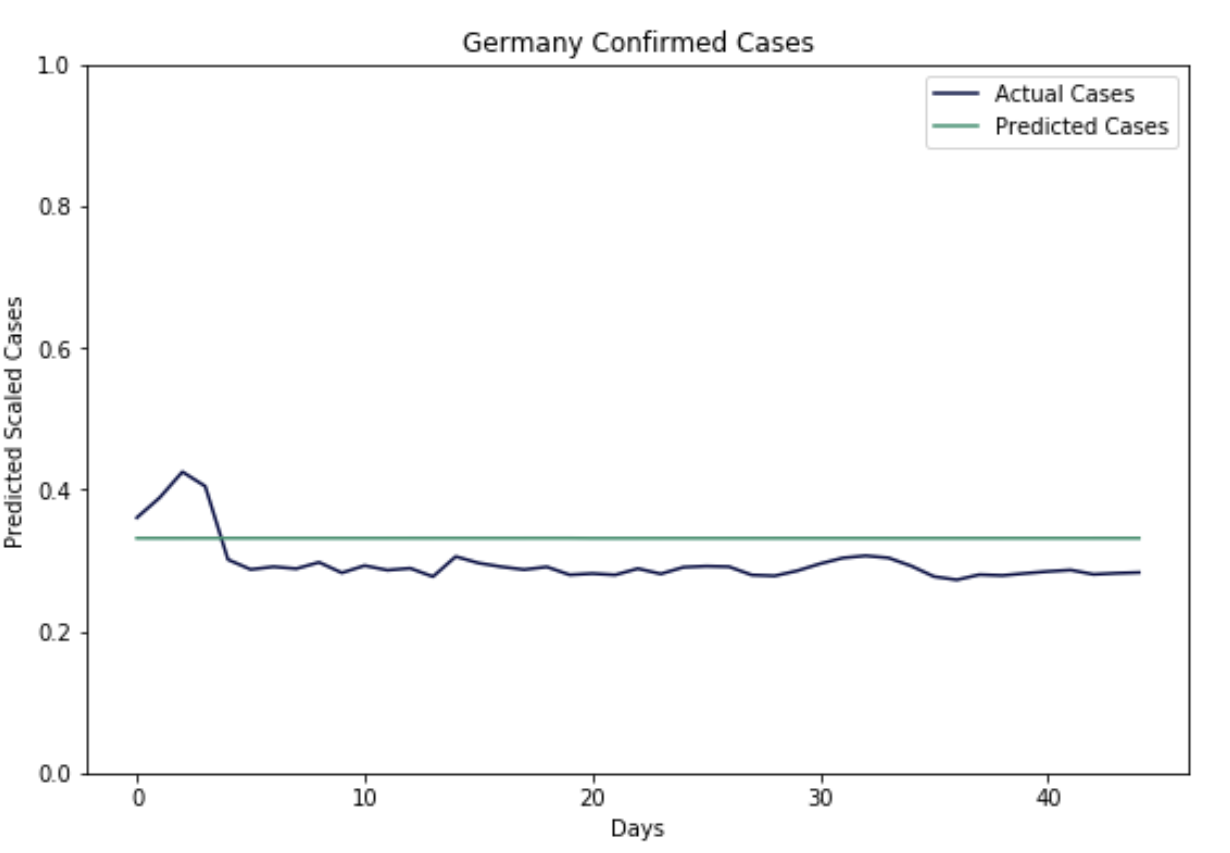 Germany Confirmed Cases
1.0
0.8
0.6
0.4
0.2
0.0
Predicted Scaled Cases
Actual Cases
Predicted Cases
0 10 20 30 40
Days